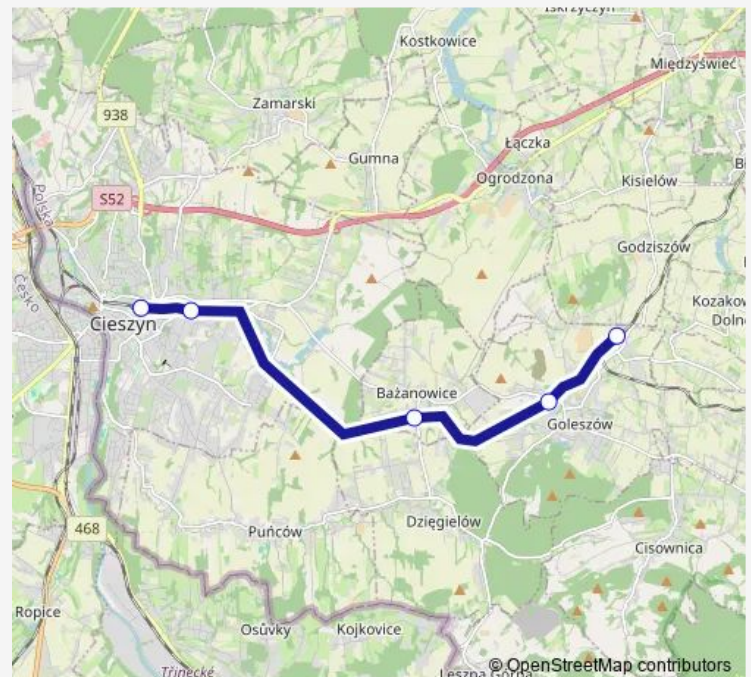 Kostkowice
Międzyświeć
938
Zamarski
Łączka
Gumna
Ogrodzona
Kisielów
S52
Polska
Česko
Godziszów
Cieszyn
Kozakow
Dolne
Bażanowice
Goleszów
468
Puńców
Dzięgielów
Cisownica
Ropice
Osůvky
Kojkovice
Třinecké
Leszna Górna
© OpenStreetMap contributors